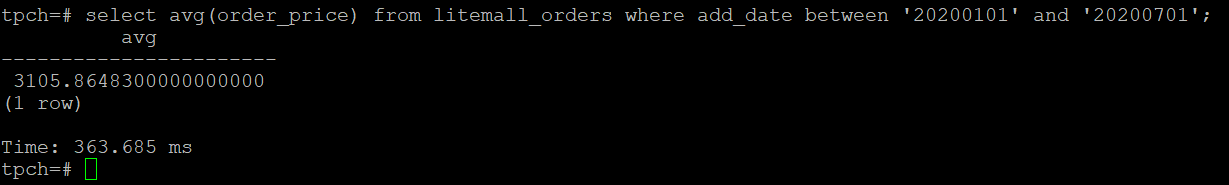 tpch=# select avg(order_price) from litemall_orders where add_date between '20200101' and '20200701';
avg
-----------------------
3105.8648300000000000
(1 row)
Time: 363.685 ms
tpch=#